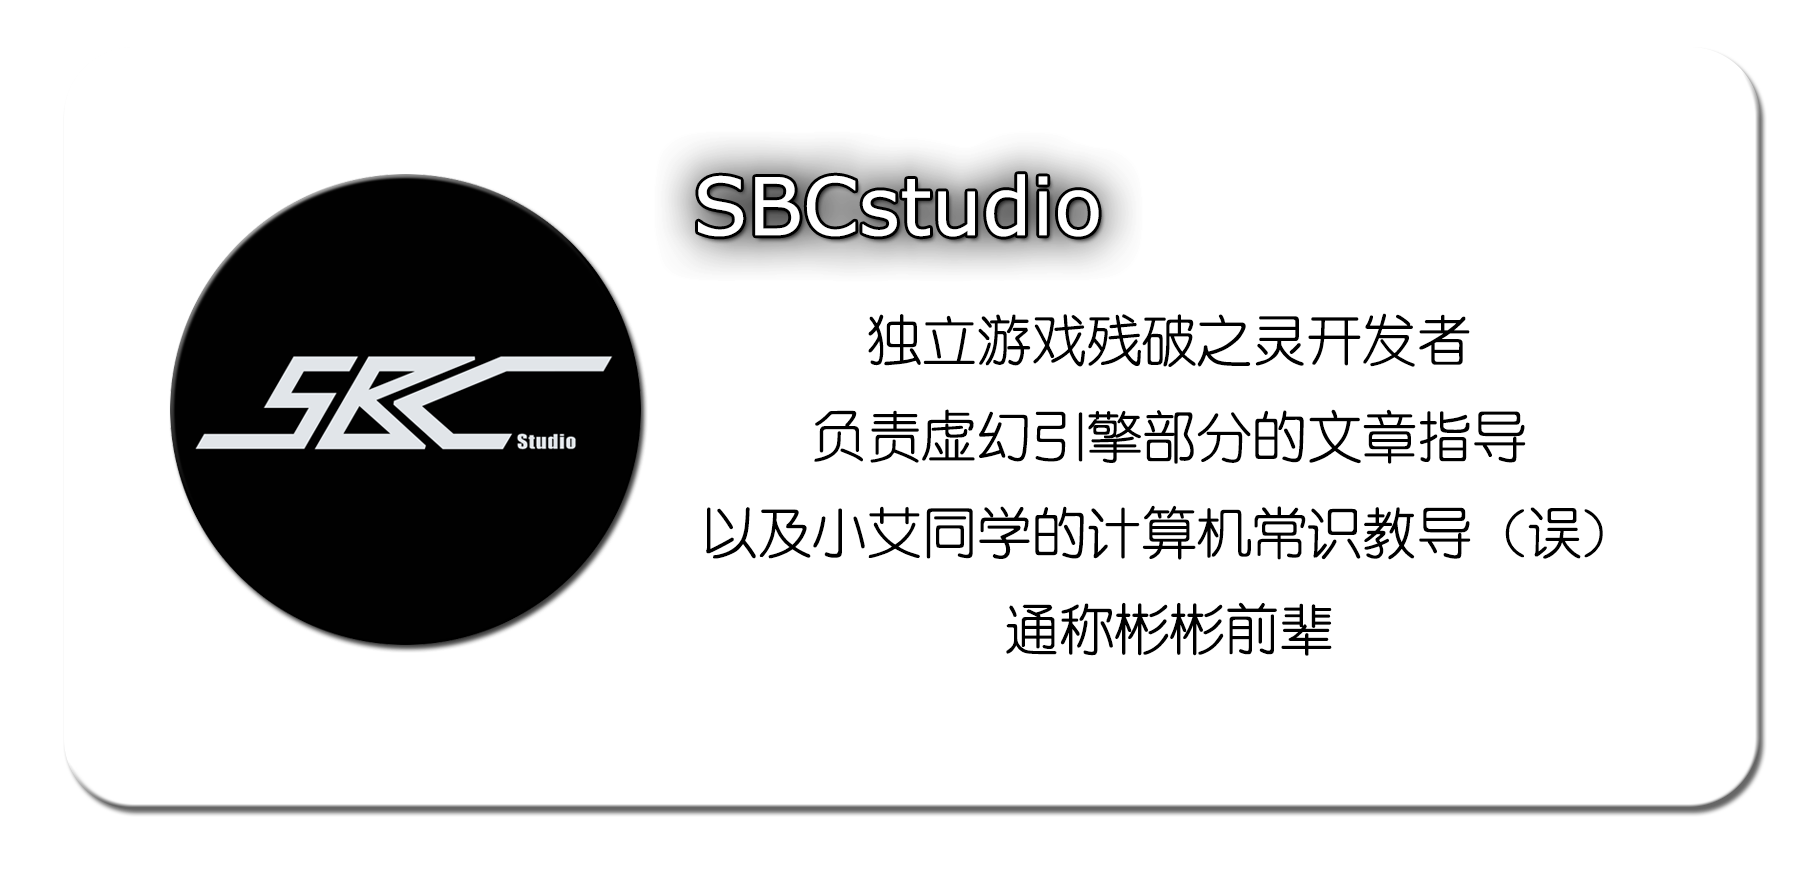 SBCstudio
SBC
Studio
独立游戏残破之灵开发者
负责虚幻引擎部分的文章指导
以及小艾同学的计算机常识教导（误）
通称彬彬前辈